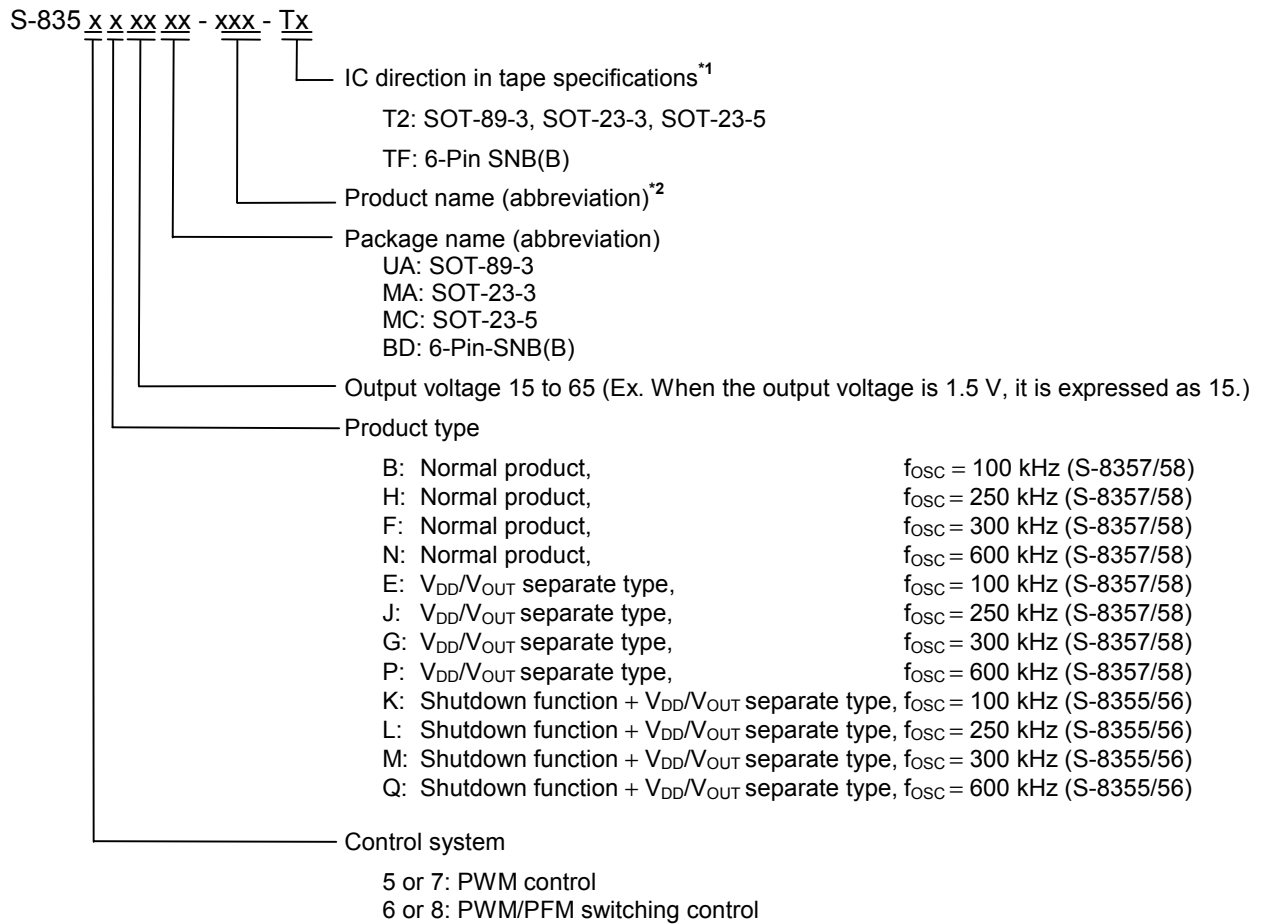 S-835 x x xx xx - xxx - Tx
IC direction in tape specifications*1
T2: SOT-89-3, SOT-23-3, SOT-23-5
TF: 6-Pin SNB(B)
Product name (abbreviation)*2
Package name (abbreviation)
UA: SOT-89-3
MA: SOT-23-3
MC: SOT-23-5
BD: 6-Pin-SNB(B)
Output voltage 15 to 65 (Ex. When the output voltage is 1.5 V, it is expressed as 15.)
Product type
B: Normal product, fOSC = 100 kHz (S-8357/58)
H: Normal product, fOSC = 250 kHz (S-8357/58)
F: Normal product, fOSC = 300 kHz (S-8357/58)
N: Normal product, fOSC = 600 kHz (S-8357/58)
E: VDD/VOUT separate type, fOSC = 100 kHz (S-8357/58)
J: VDD/VOUT separate type, fOSC = 250 kHz (S-8357/58)
G: VDD/VOUT separate type, fOSC = 300 kHz (S-8357/58)
P: VDD/VOUT separate type, fOSC = 600 kHz (S-8357/58)
K: Shutdown function + VDD/VOUT separate type, fOSC = 100 kHz (S-8355/56)
L: Shutdown function + VDD/VOUT separate type, fOSC = 250 kHz (S-8355/56)
M: Shutdown function + VDD/VOUT separate type, fOSC = 300 kHz (S-8355/56)
Q: Shutdown function + VDD/VOUT separate type, fOSC = 600 kHz (S-8355/56)
Control system
5 or 7: PWM control
6 or 8: PWM/PFM switching control